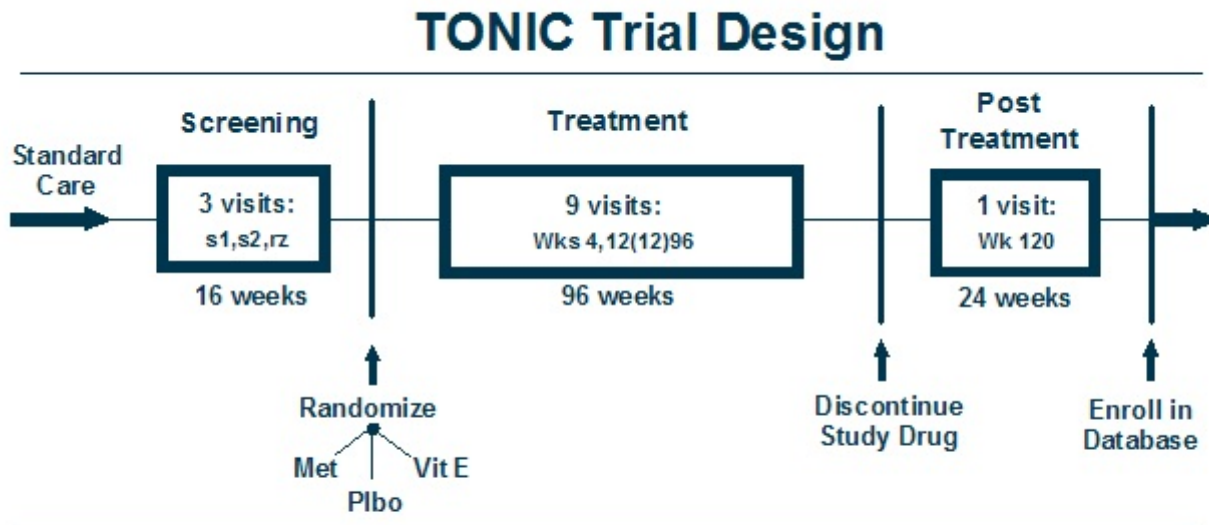 TONIC Trial Design
Standard
Care
Screening
3 visits:
s1,s2,rz
16 weeks
Randomize
Met
Plbo
Vit E
Treatment
9 visits:
Wks 4,12(12)96
96 weeks
Discontinue
Study Drug
Post
Treatment
1 visit:
Wk 120
24 weeks
Enroll in
Database